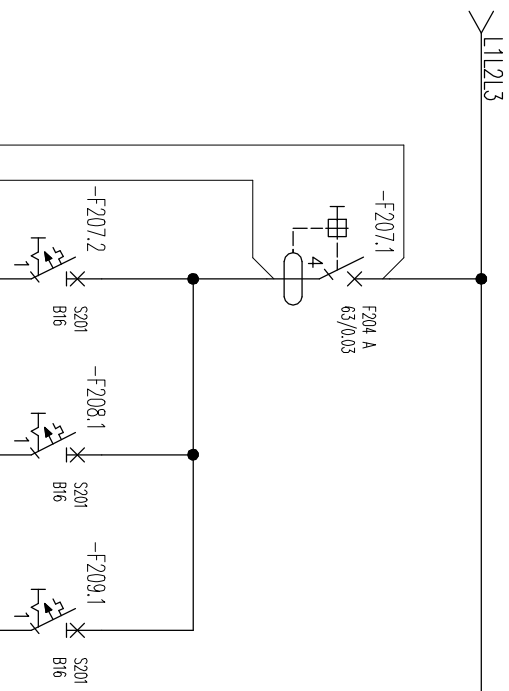 L1L2L3
-F207.1
4
F204 A
63/0.03
-F207.2
1
S201
B16
-F208.1
1
S201
B16
-F209.1
1
S201
B16